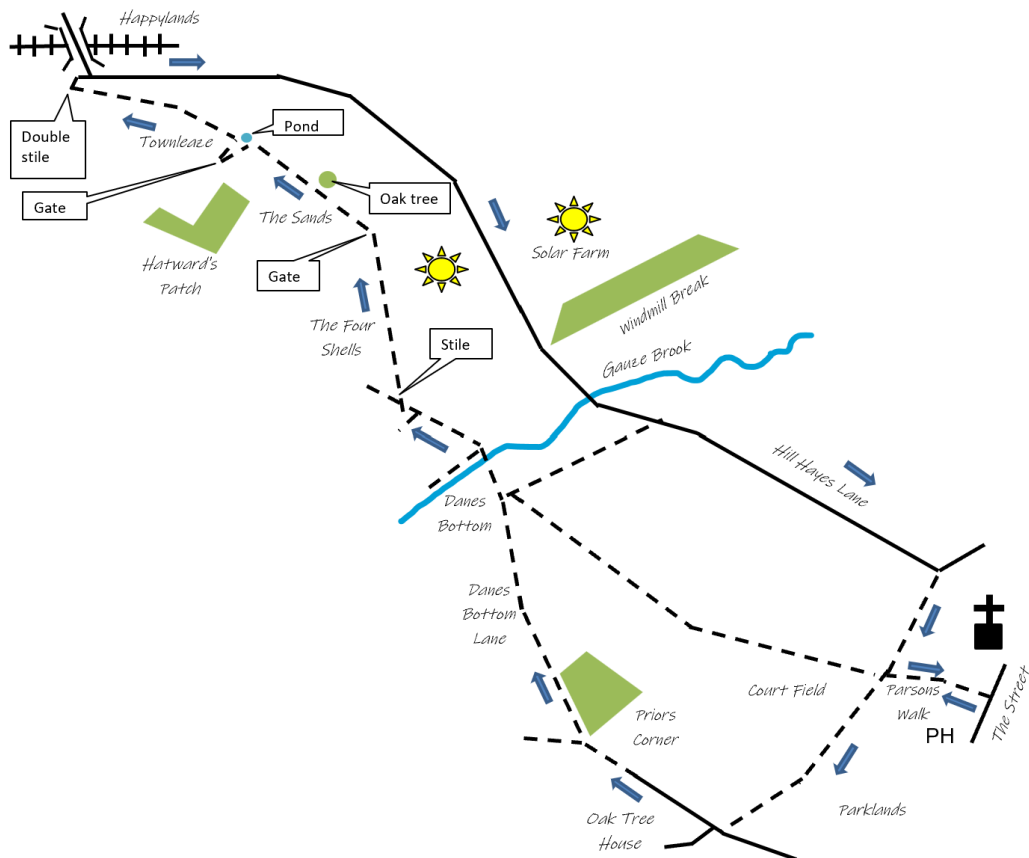 Happylands
Pond
Double
stile
Townleaze
Oak tree
Gate
The Sands
Solar Farm
Hatward's
Patch
Gate
Windmill Break
The Four
Shells
Stile
Gauze Brook
Hill Hayes Lane
Danes
Bottom
Danes
Bottom
Lane
Court Field
Parsons
Walk
The Street
Priors
Corner
PH
Parklands
Oak Tree
House